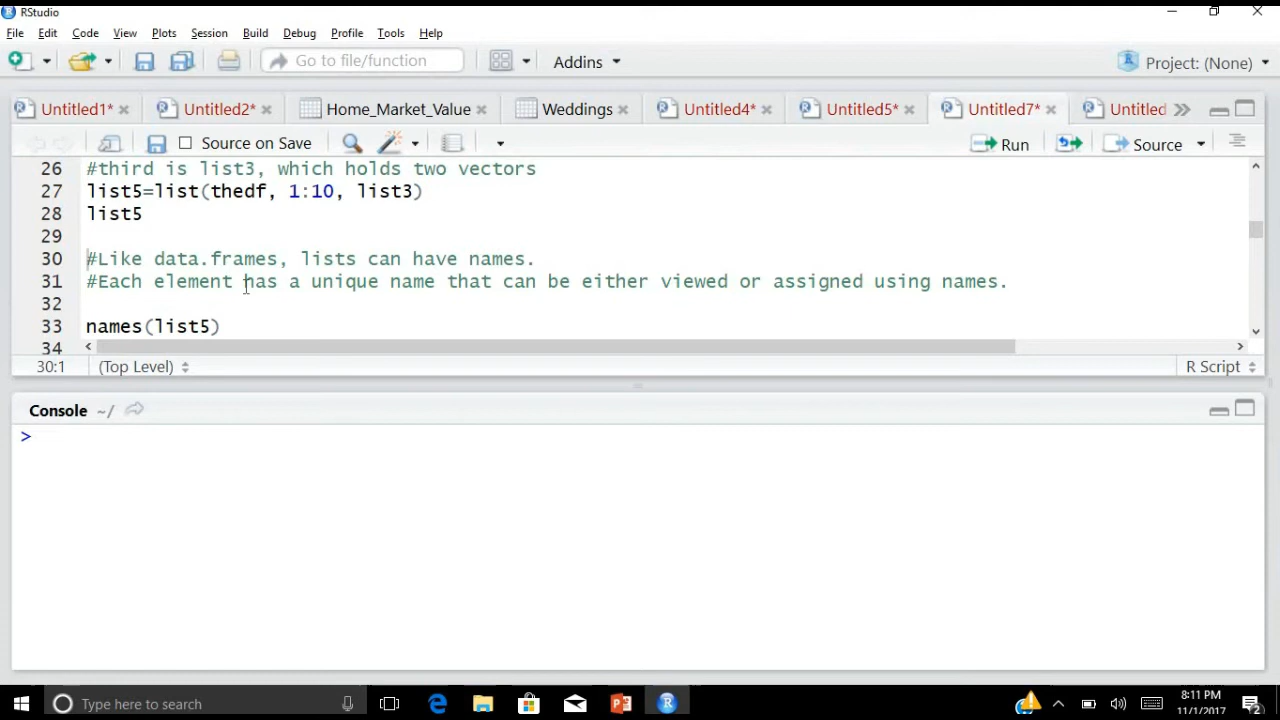 RStudio
File Edit Code View Plots Session Build Debug Profile Tools Help
Go to file/function Addins Project: (None)
Untitled1* Untitled2* Home_Market_Value Weddings Untitled4* Untitled5* Untitled7* Untitled
Source on Save Run Source
26 #third is list3, which holds two vectors
27 list5=list(thedf, 1:10, list3)
28 list5
29
30 #Like data.frames, lists can have names.
31 #Each element has a unique name that can be either viewed or assigned using names.
32
33 names(list5)
34
30:1 (Top Level) R Script
Console ~/
>
Type here to search
8:11 PM
11/1/2017
2